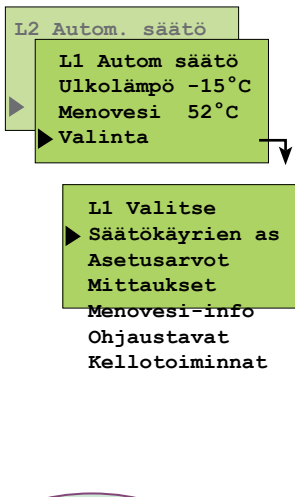 L2 Autom. säätö
L1 Autom säätö
Ulkolämpö -15°C
Menovesi 52°C
Valinta
L1 Valitse
Säätökäyrien as
Asetusarvot
Mittaukset
Menovesi-info
Ohjaustavat
Kellotoiminnat